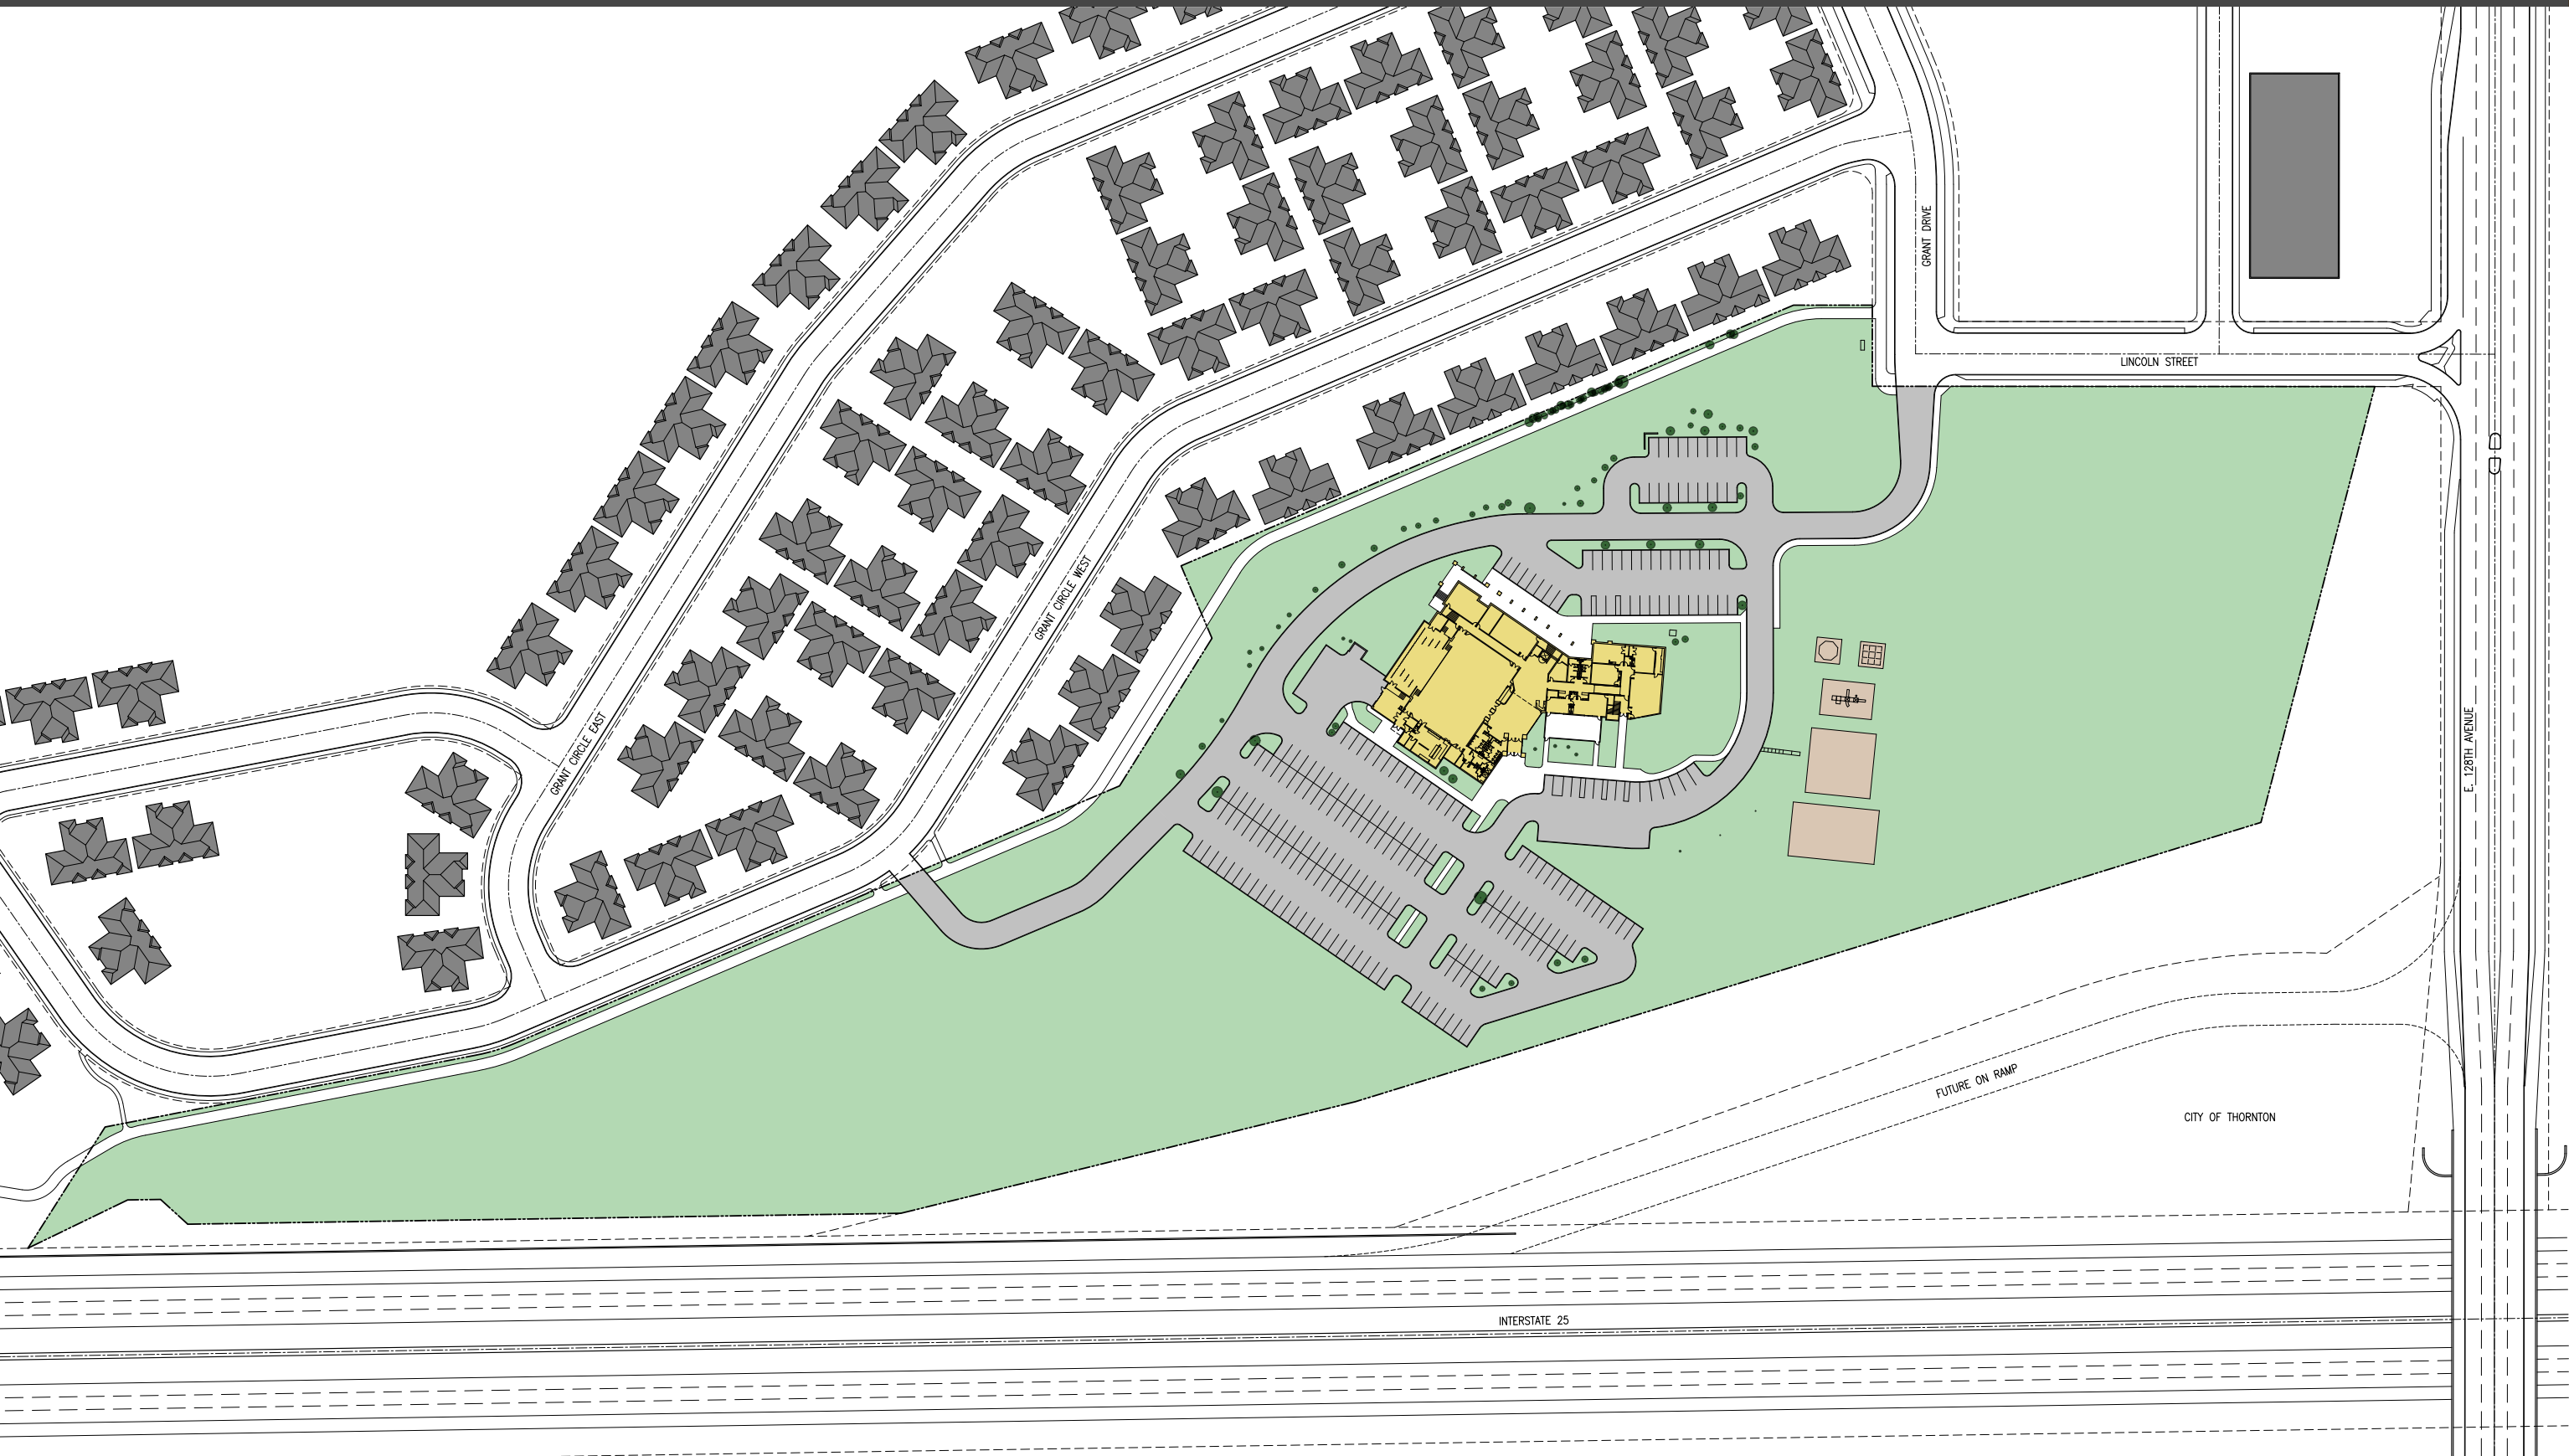 GRANT DRIVE
LINCOLN STREET
GRANT CIRCLE WEST
GRANT CIRCLE EAST
E. 128TH AVENUE
FUTURE ON RAMP
CITY OF THORNTON
INTERSTATE 25